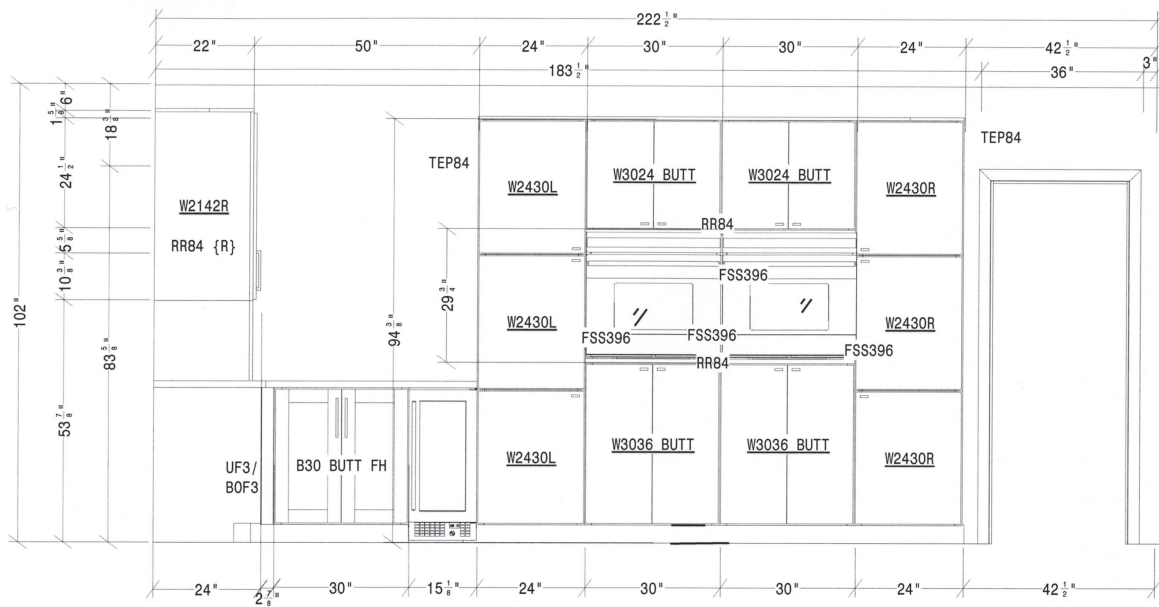 222 1/2"
22" 50" 24" 30" 30" 24" 42 1/2"
183 1/2" 36" 3"
6"
1 5/8"
18 3/8"
24 1/2"
5 5/8"
10 3/8"
102"
83 5/8"
53 7/8"
94 3/8"
29 3/4"
TEP84
TEP84
W2142R
RR84 {R}
W2430L
W3024 BUTT
W3024 BUTT
W2430R
RR84
FSS396
W2430L
FSS396
FSS396
FSS396
W2430R
RR84
UF3/
BOF3
B30 BUTT FH
W2430L
W3036 BUTT
W3036 BUTT
W2430R
24" 2 7/8" 30" 15 1/8" 24" 30" 30" 24" 42 1/2"